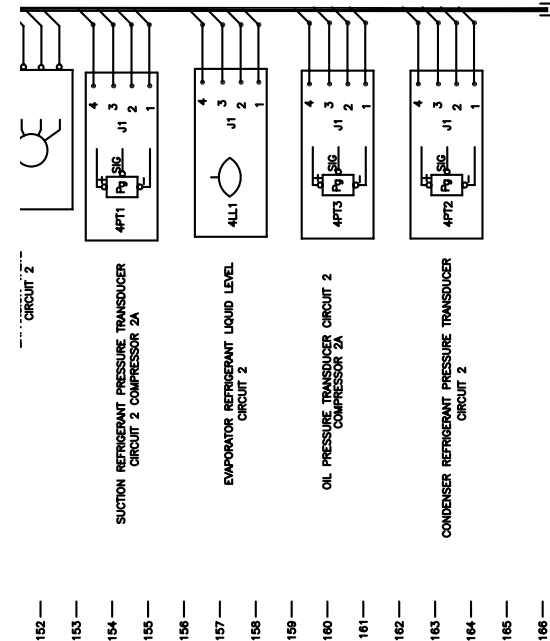 4 3 2 1
J1
SIG
Pg
4PT1
4 3 2 1
J1
4LL1
4 3 2 1
J1
SIG
Pg
4PT3
4 3 2 1
J1
SIG
Pg
4PT2
CIRCUIT 2
SUCTION REFRIGERANT PRESSURE TRANSDUCER
CIRCUIT 2 COMPRESSOR 2A
EVAPORATOR REFRIGERANT LIQUID LEVEL
CIRCUIT 2
OIL PRESSURE TRANSDUCER CIRCUIT 2
COMPRESSOR 2A
CONDENSER REFRIGERANT PRESSURE TRANSDUCER
CIRCUIT 2
152
153
154
155
156
157
158
159
160
161
162
163
164
165
166